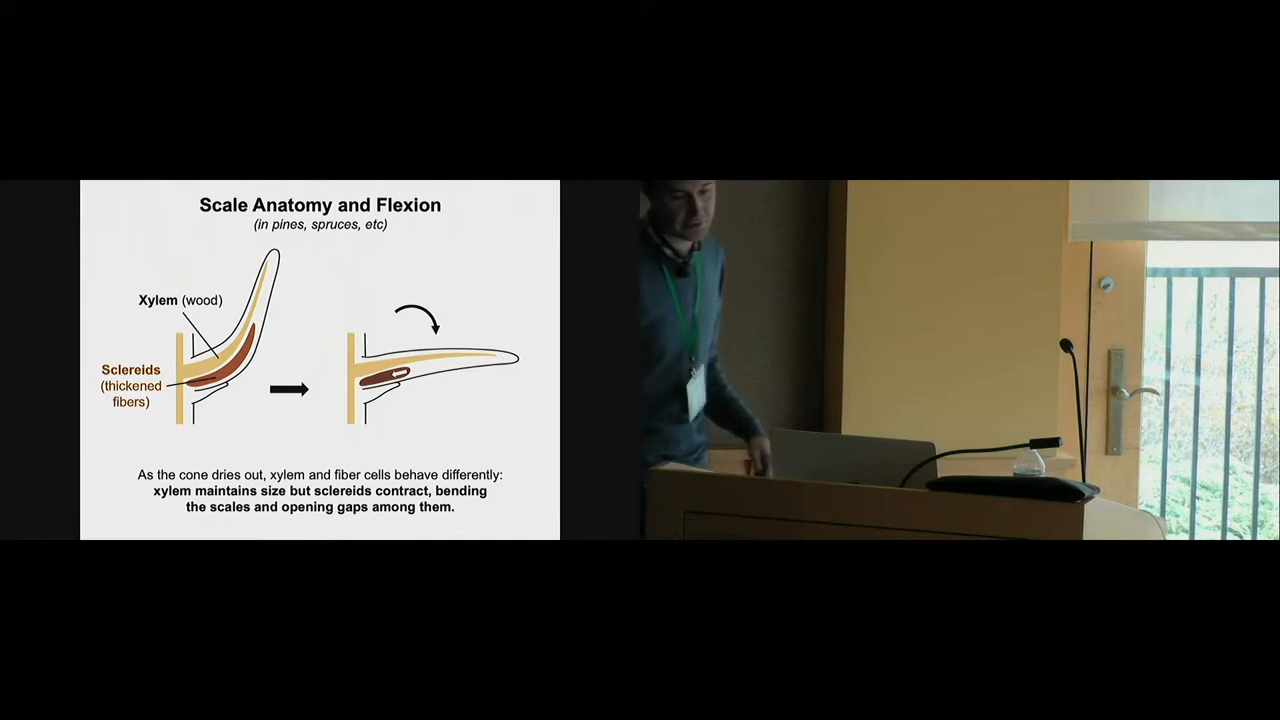 Scale Anatomy and Flexion
(in pines, spruces, etc)
Xylem (wood)
Sclereids
(thickened
fibers)
As the cone dries out, xylem and fiber cells behave differently:
xylem maintains size but sclereids contract, bending
the scales and opening gaps among them.